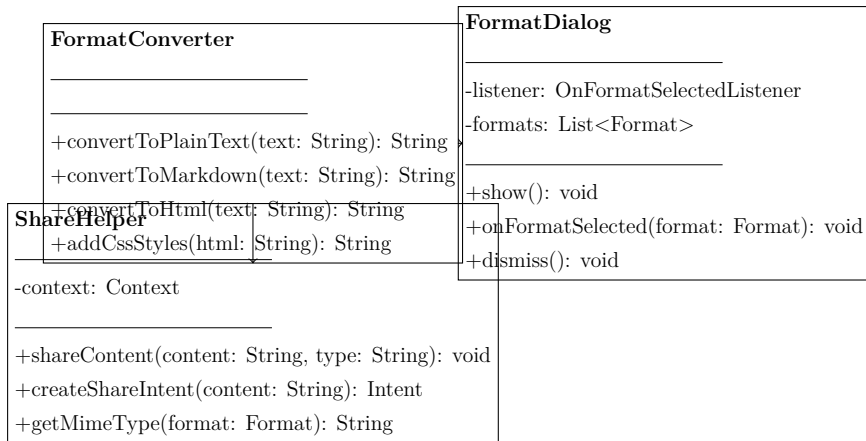 FormatConverter
+convertToPlainText(text: String): String
+convertToMarkdown(text: String): String
+convertToHtml(text: String): String
+addCssStyles(html: String): String
FormatDialog
-listener: OnFormatSelectedListener
-formats: List<Format>
+show(): void
+onFormatSelected(format: Format): void
+dismiss(): void
ShareHelper
-context: Context
+shareContent(content: String, type: String): void
+createShareIntent(content: String): Intent
+getMimeType(format: Format): String